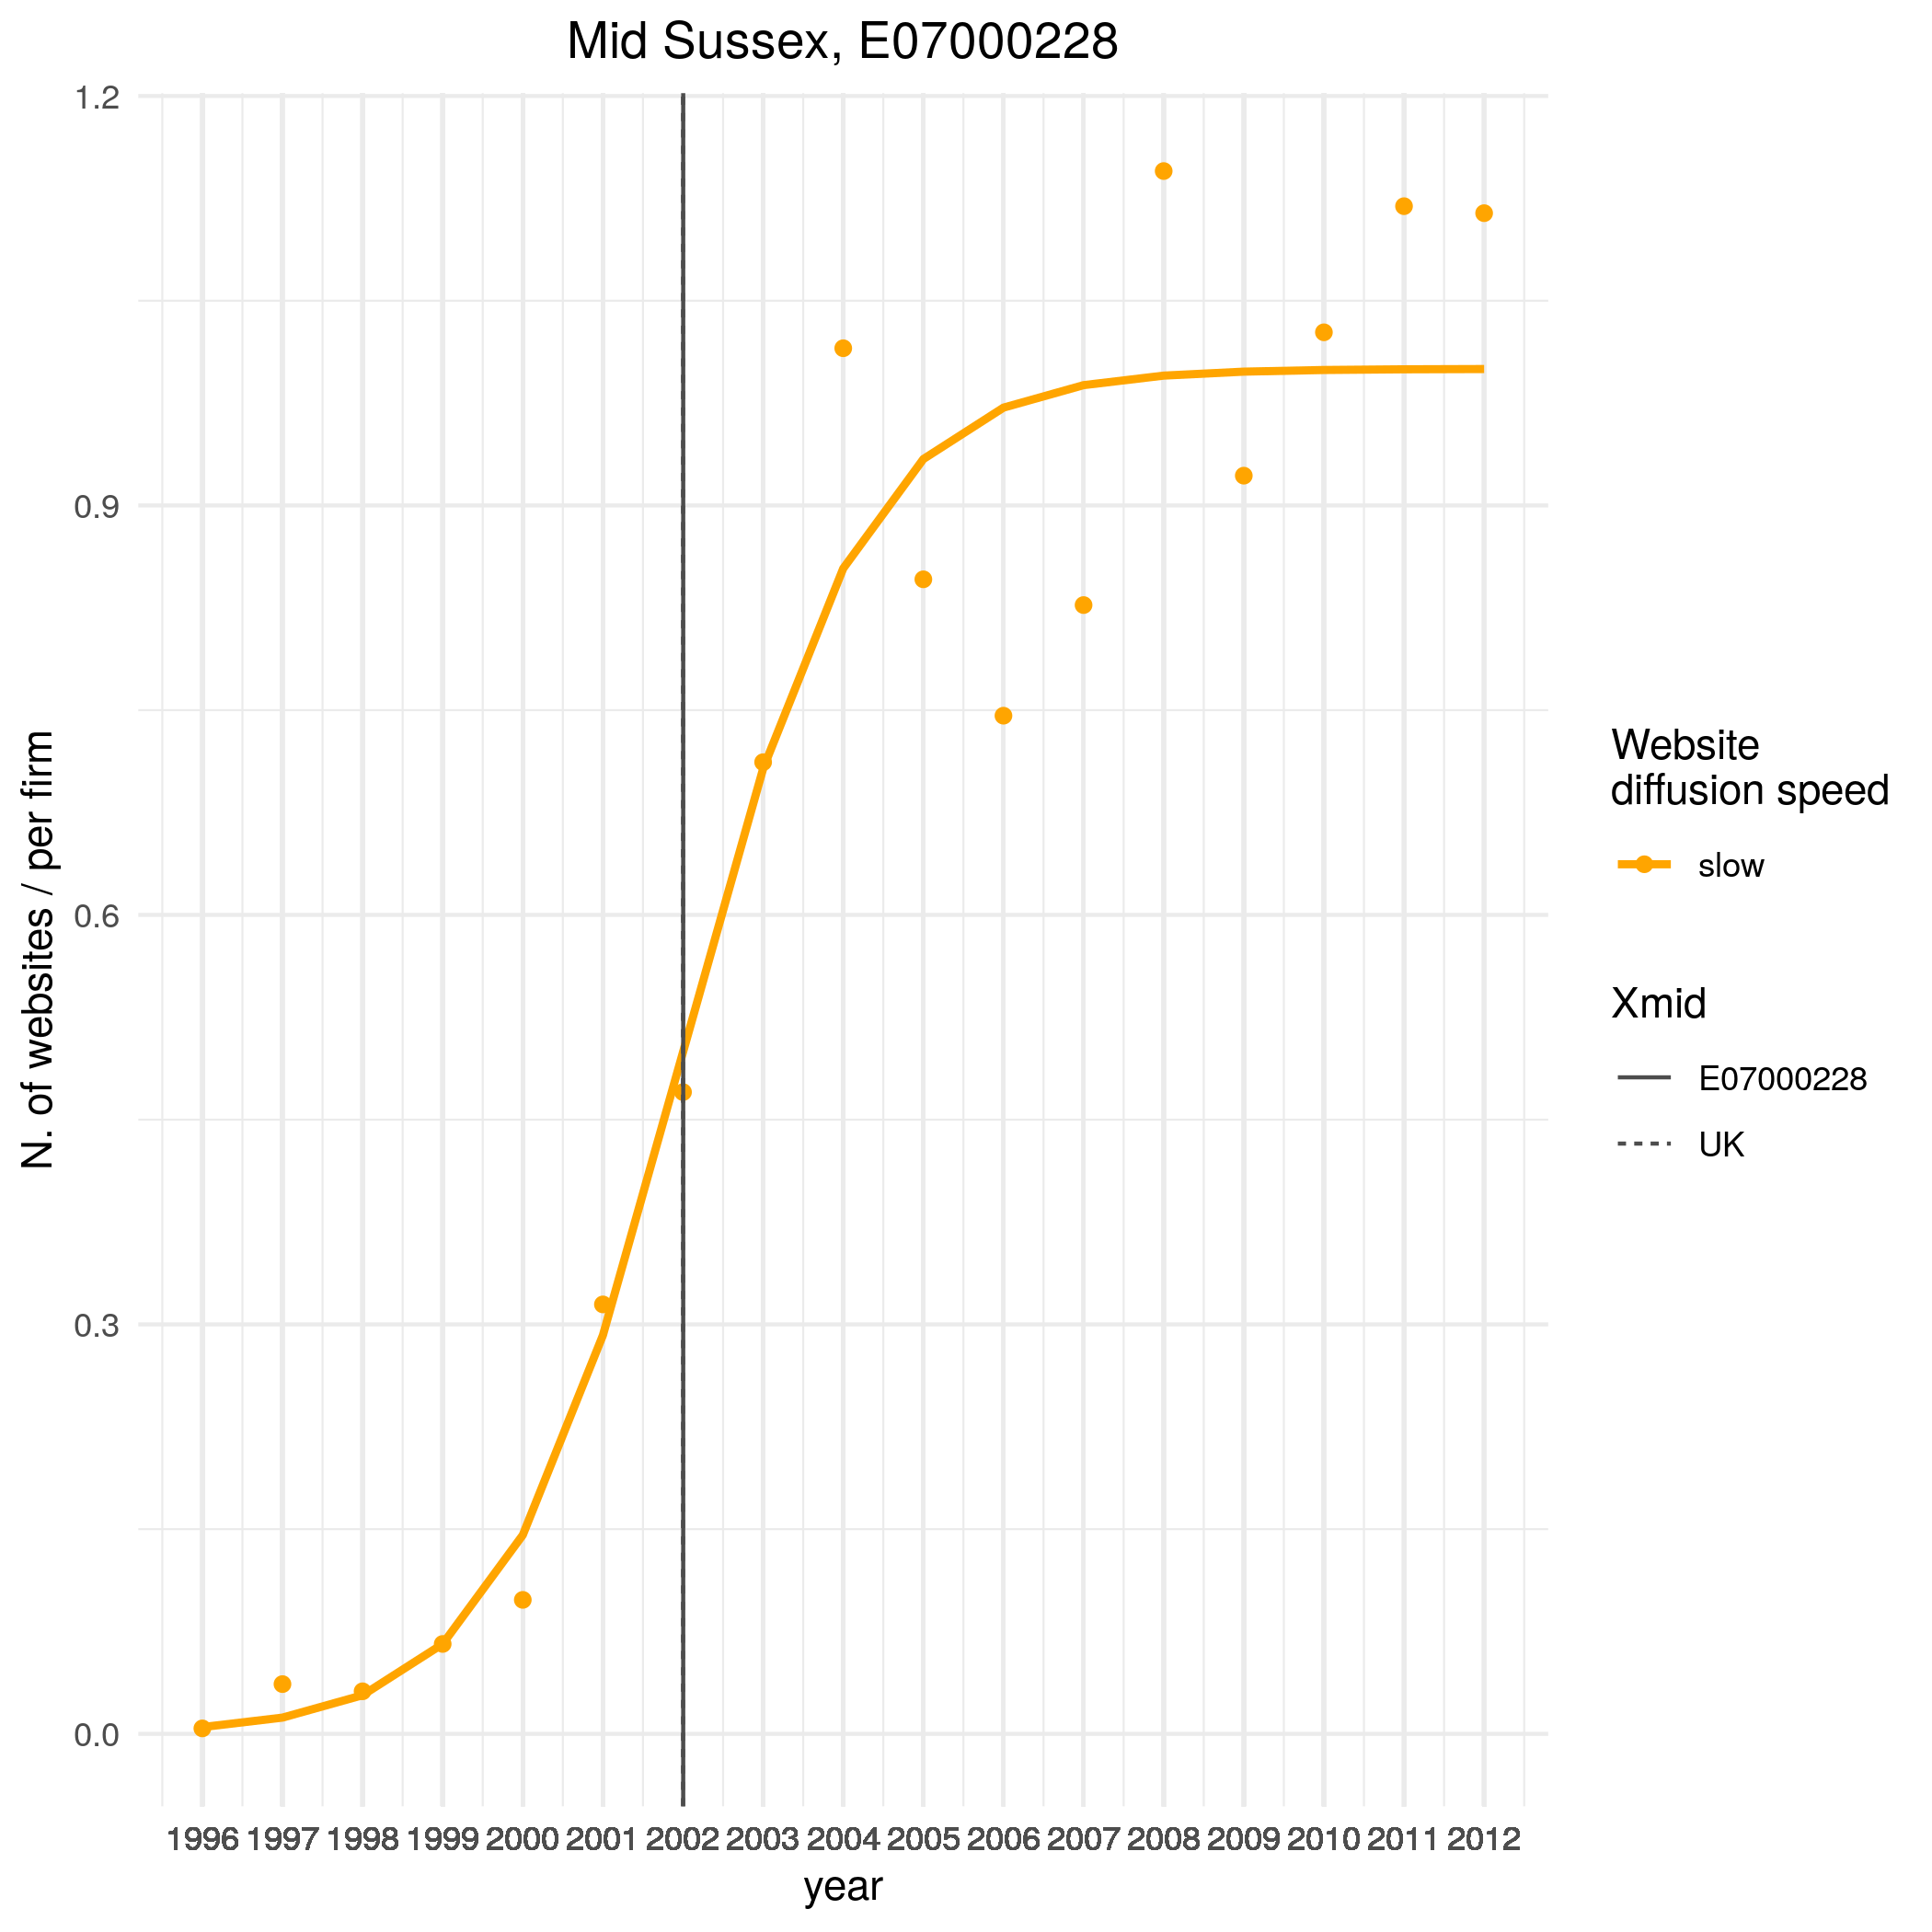 Mid Sussex, E07000228
1.2
0.9
0.6
0.3
0.0
N. of websites / per firm
1996 1997 1998 1999 2000 2001 2002 2003 2004 2005 2006 2007 2008 2009 2010 2011 2012
year
Website
diffusion speed
slow
Xmid
E07000228
UK